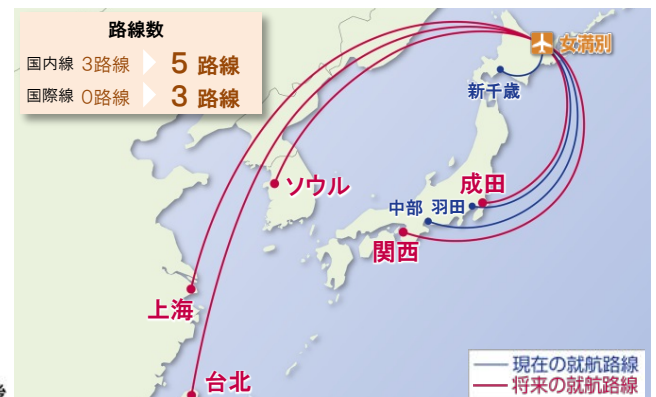 路線数
国内線 3路線 5 路線
国際線 0路線 3 路線
女満別
新千歳
ソウル
成田
中部 羽田
関西
上海
台北
現在の就航路線
将来の就航路線